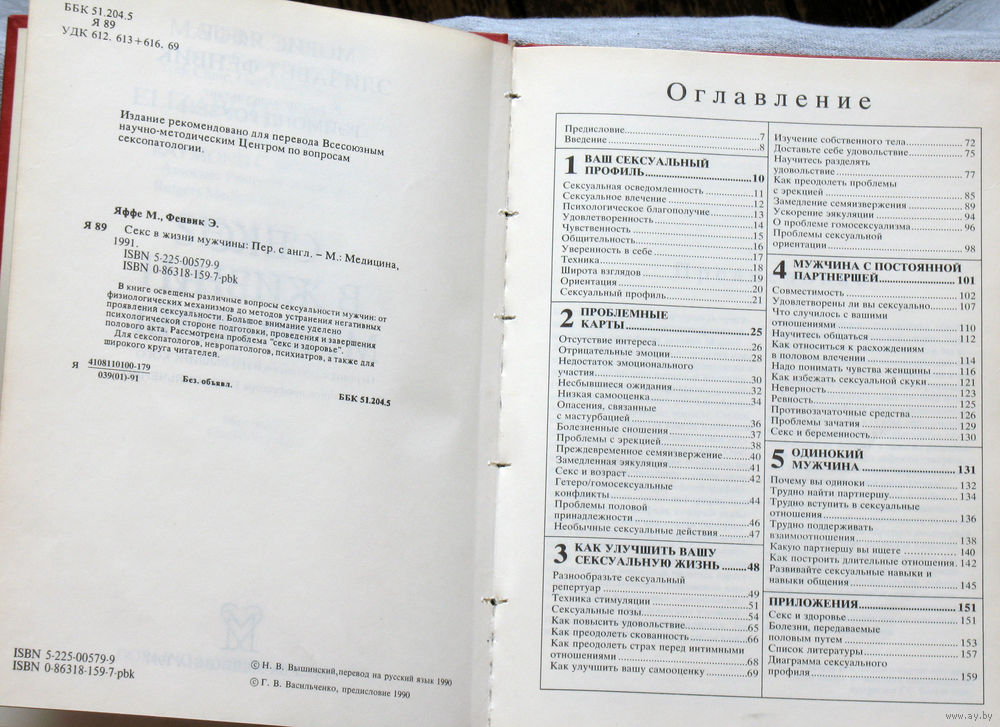 ББК 51.204.5
Я 89
УДК 612. 613+616. 69
Издание рекомендовано для перевода Всесоюзным
научно-методическим Центром по вопросам
сексопатологии.
Яффе М., Фенвик Э.
Я 89
Секс в жизни мужчины: Пер. с англ. – М.: Медицина,
1991.
ISBN 5-225-00579-9
ISBN 0-86318-159-7-pbk
В книге освещены различные вопросы сексуальности мужчин: от
физиологических механизмов до методов устранения негативных
проявлений сексуальности. Большое внимание уделено
психологической стороне подготовки, проведения и завершения
полового акта. Рассмотрена проблема "секс и здоровье".
Для сексопатологов, невропатологов, психиатров, а также для
широкого круга читателей.
Я 4108110100-179
039(01)-91
Без. объявл.
ББК 51.204.5
ISBN 5-225-00579-9
ISBN 0-86318-159-7-pbk
© Н. В. Вышинский,перевод на русский язык 1990
© Г. В. Васильченко, предисловие 1990
Оглавление
Предисловие 7
Введение 8
1 ВАШ СЕКСУАЛЬНЫЙ
ПРОФИЛЬ 10
Сексуальная осведомленность 11
Сексуальное влечение 12
Психологическое благополучие 13
Удовлетворенность 14
Чувственность 15
Общительность 16
Уверенность в себе 17
Техника 18
Широта взглядов 19
Ориентация 20
Сексуальный профиль 21
2 ПРОБЛЕМНЫЕ
КАРТЫ 25
Отсутствие интереса 26
Отрицательные эмоции 28
Недостаток эмоционального
участия 30
Несбывшиеся ожидания 32
Низкая самооценка 34
Опасения, связанные
с мастурбацией 36
Болезненные сношения 37
Проблемы с эрекцией 38
Преждевременное семяизвержение 40
Замедленная эякуляция 41
Секс и возраст 42
Гетеро/гомосексуальные
конфликты 44
Проблемы половой
принадлежности 46
Необычные сексуальные действия 47
3 КАК УЛУЧШИТЬ ВАШУ
СЕКСУАЛЬНУЮ ЖИЗНЬ 48
Разнообразьте сексуальный
репертуар 49
Техника стимуляции 51
Сексуальные позы 54
Как повысить удовольствие 65
Как преодолеть скованность 66
Как преодолеть страх перед интимными
отношениями 68
Как улучшить вашу самооценку 69
Изучение собственного тела 72
Доставьте себе удовольствие 75
Научитесь разделять
удовольствие 77
Как преодолеть проблемы
с эрекцией 85
Замедление семяизвержения 89
Ускорение эякуляции 94
О проблеме гомосексуализма 96
Проблемы сексуальной
ориентации 98
4 МУЖЧИНА С ПОСТОЯННОЙ
ПАРТНЕРШЕЙ 101
Совместимость 102
Удовлетворены ли вы сексуально 107
Что случилось с вашими
отношениями 110
Научитесь общаться 112
Как относиться к расхождениям
в половом влечении 114
Надо понимать чувства женщины 116
Как избежать сексуальной скуки 121
Неверность 123
Ревность 125
Противозачаточные средства 126
Проблемы зачатия 129
Секс и беременность 130
5 ОДИНОКИЙ
МУЖЧИНА 131
Почему вы одиноки 132
Трудно найти партнершу 134
Трудно вступить в сексуальные
отношения 136
Трудно поддерживать
взаимоотношения 138
Какую партнершу вы ищете 140
Как построить длительные отношения. 142
Развивайте сексуальные навыки и
навыки общения 145
ПРИЛОЖЕНИЯ 151
Секс и здоровье 151
Болезни, передаваемые
половым путем 153
Список литературы 157
Диаграмма сексуального
профиля 159
www.ay.by